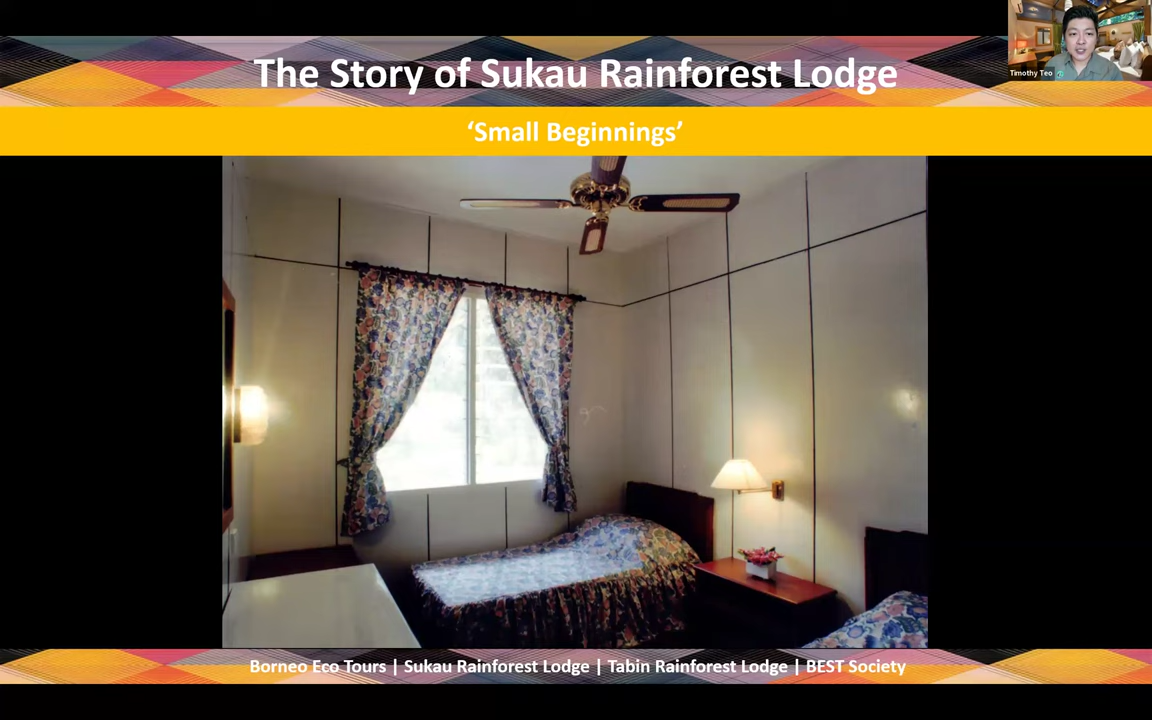 The Story of Sukau Rainforest Lodge
Timothy Teo
‘Small Beginnings’
Borneo Eco Tours | Sukau Rainforest Lodge | Tabin Rainforest Lodge | BEST Society